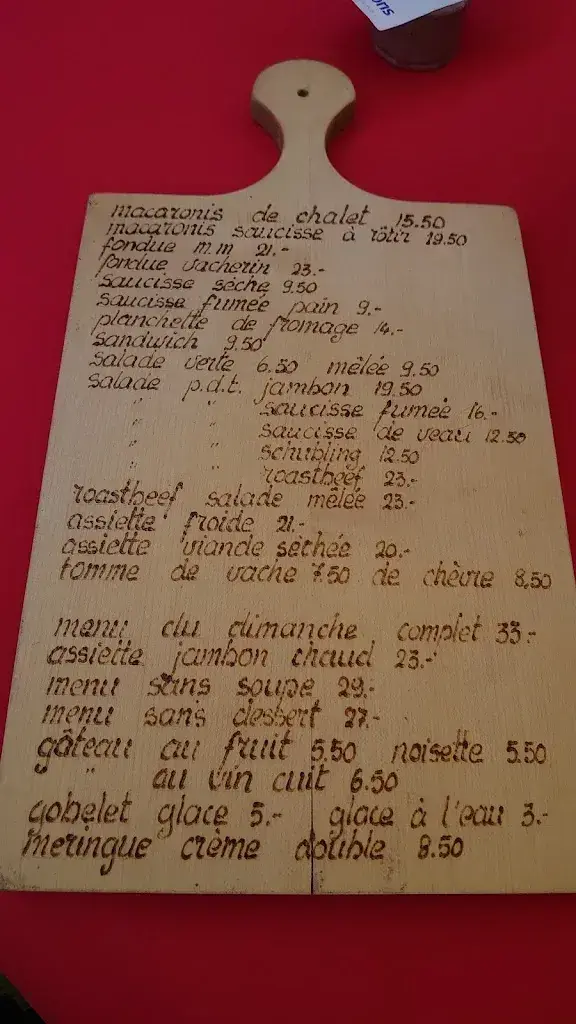 ons
macaronis de chalet 15.50
macaronis saucisse à rôtir 19.50
fondue m.m 21.-
fondue vacherin 23.-
saucisse sèche 9.50
saucisse fumée pain 9.-
planchette de fromage 14.-
sandwich 9.50
salade verte 6.50 mêlée 9.50
salade p.d.t. jambon 19.50
" " saucisse fumée 16.-
" " saucisse de veau 12.50
" " schubling 12.50
" " roastbeef 23.-
roastbeef salade mêlée 23.-
assiette froide 21.-
assiette viande séchée 20.-
tomme de vache 7.50 de chèvre 8.50
menu du dimanche complet 33.-
assiette jambon chaud 23.-
menu sans soupe 29.-
menu sans dessert 27.-
gâteau au fruit 5.50 noisette 5.50
" " au vin cuit 6.50
gobelet glace 5.- glace à l'eau 3.-
meringue crème double 8.50